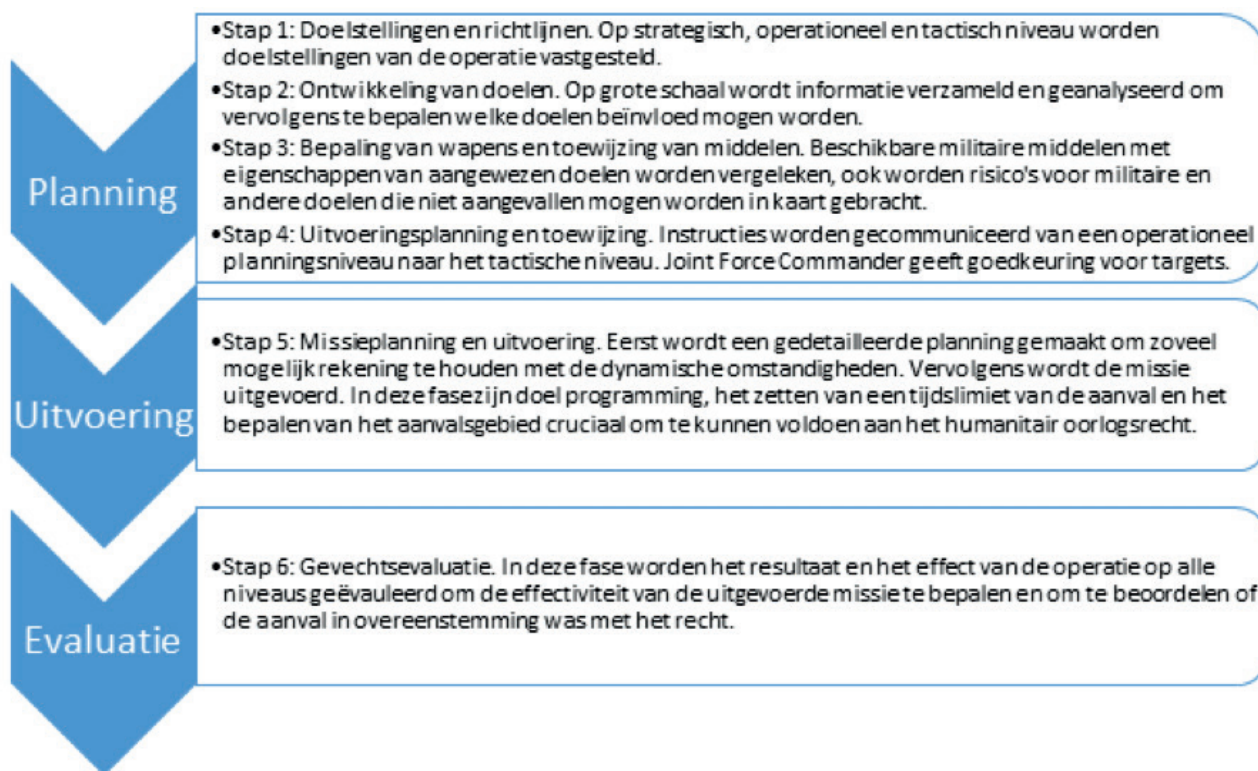 •Stap 1: Doelstellingen en richtlijnen. Op strategisch, operationeel en tactisch niveau worden
doelstellingen van de operatie vastgesteld.
•Stap 2: Ontwikkeling van doelen. Op grote schaal wordt informatie verzameld en geanalyseerd om
vervolgens te bepalen welke doelen beïnvloed mogen worden.
•Stap 3: Bepaling van wapens en toewijzing van middelen. Beschikbare militaire middelen met
eigenschappen van aangewezen doelen worden vergeleken, ook worden risico's voor militaire en
andere doelen die niet aangevallen mogen worden in kaart gebracht.
•Stap 4: Uitvoeringsplanning en toewijzing. Instructies worden gecommuniceerd van een operationeel
planningsniveau naar het tactische niveau. Joint Force Commander geeft goedkeuring voor targets.
Planning
•Stap 5: Missieplanning en uitvoering. Eerst wordt een gedetailleerde planning gemaakt om zoveel
mogelijk rekening te houden met de dynamische omstandigheden. Vervolgens wordt de missie
uitgevoerd. In deze fase zijn doel programming, het zetten van een tijdslimiet van de aanval en het
bepalen van het aanvalsgebied cruciaal om te kunnen voldoen aan het humanitair oorlogsrecht.
Uitvoering
•Stap 6: Gevechtsevaluatie. In deze fase worden het resultaat en het effect van de operatie op alle
niveaus geëvauleerd om de effectiviteit van de uitgevoerde missie te bepalen en om te beoordelen of
de aanval in overeenstemming was met het recht.
Evaluatie